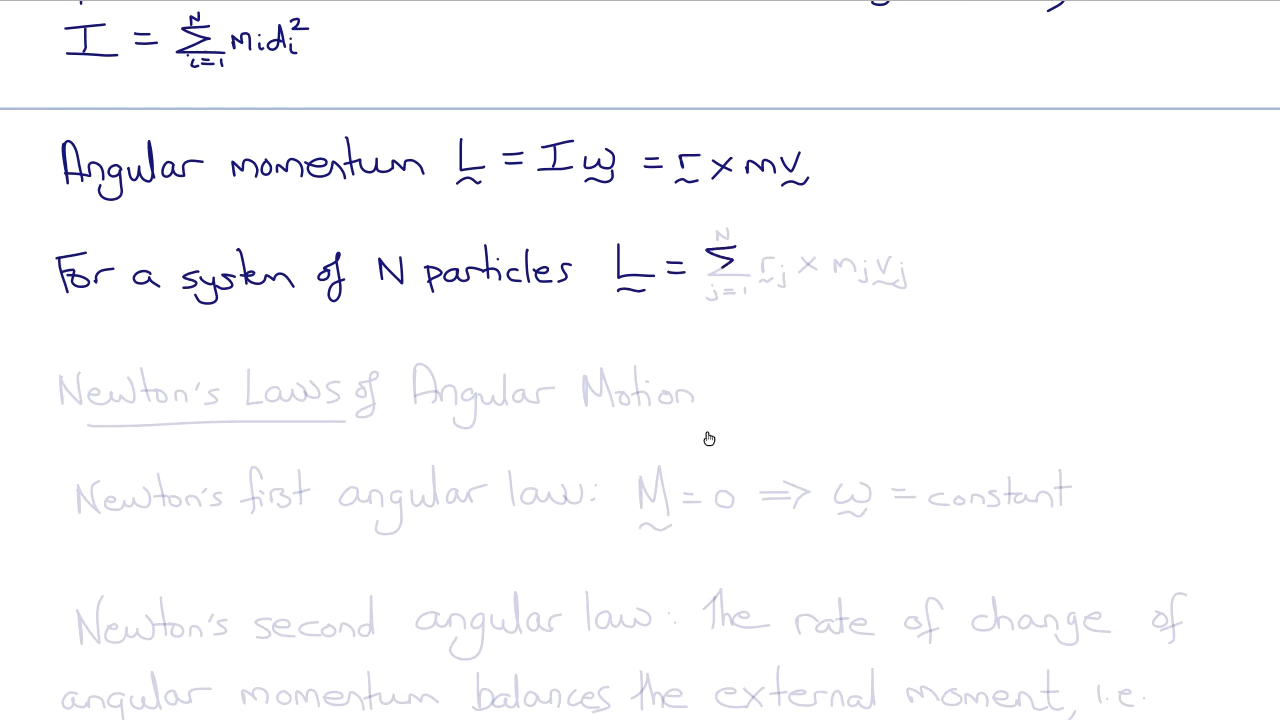 I = Σ_{i=1}^{N} m_i d_i^2
Angular momentum L = Iω = r × mv
For a system of N particles L = Σ_{j=1}^{N} r_j × m_j v_j
Newton's Laws of Angular Motion
Newton's first angular law: M = 0 ⇒ ω = constant
Newton's second angular law: The rate of change of
angular momentum balances the external moment, i.e.